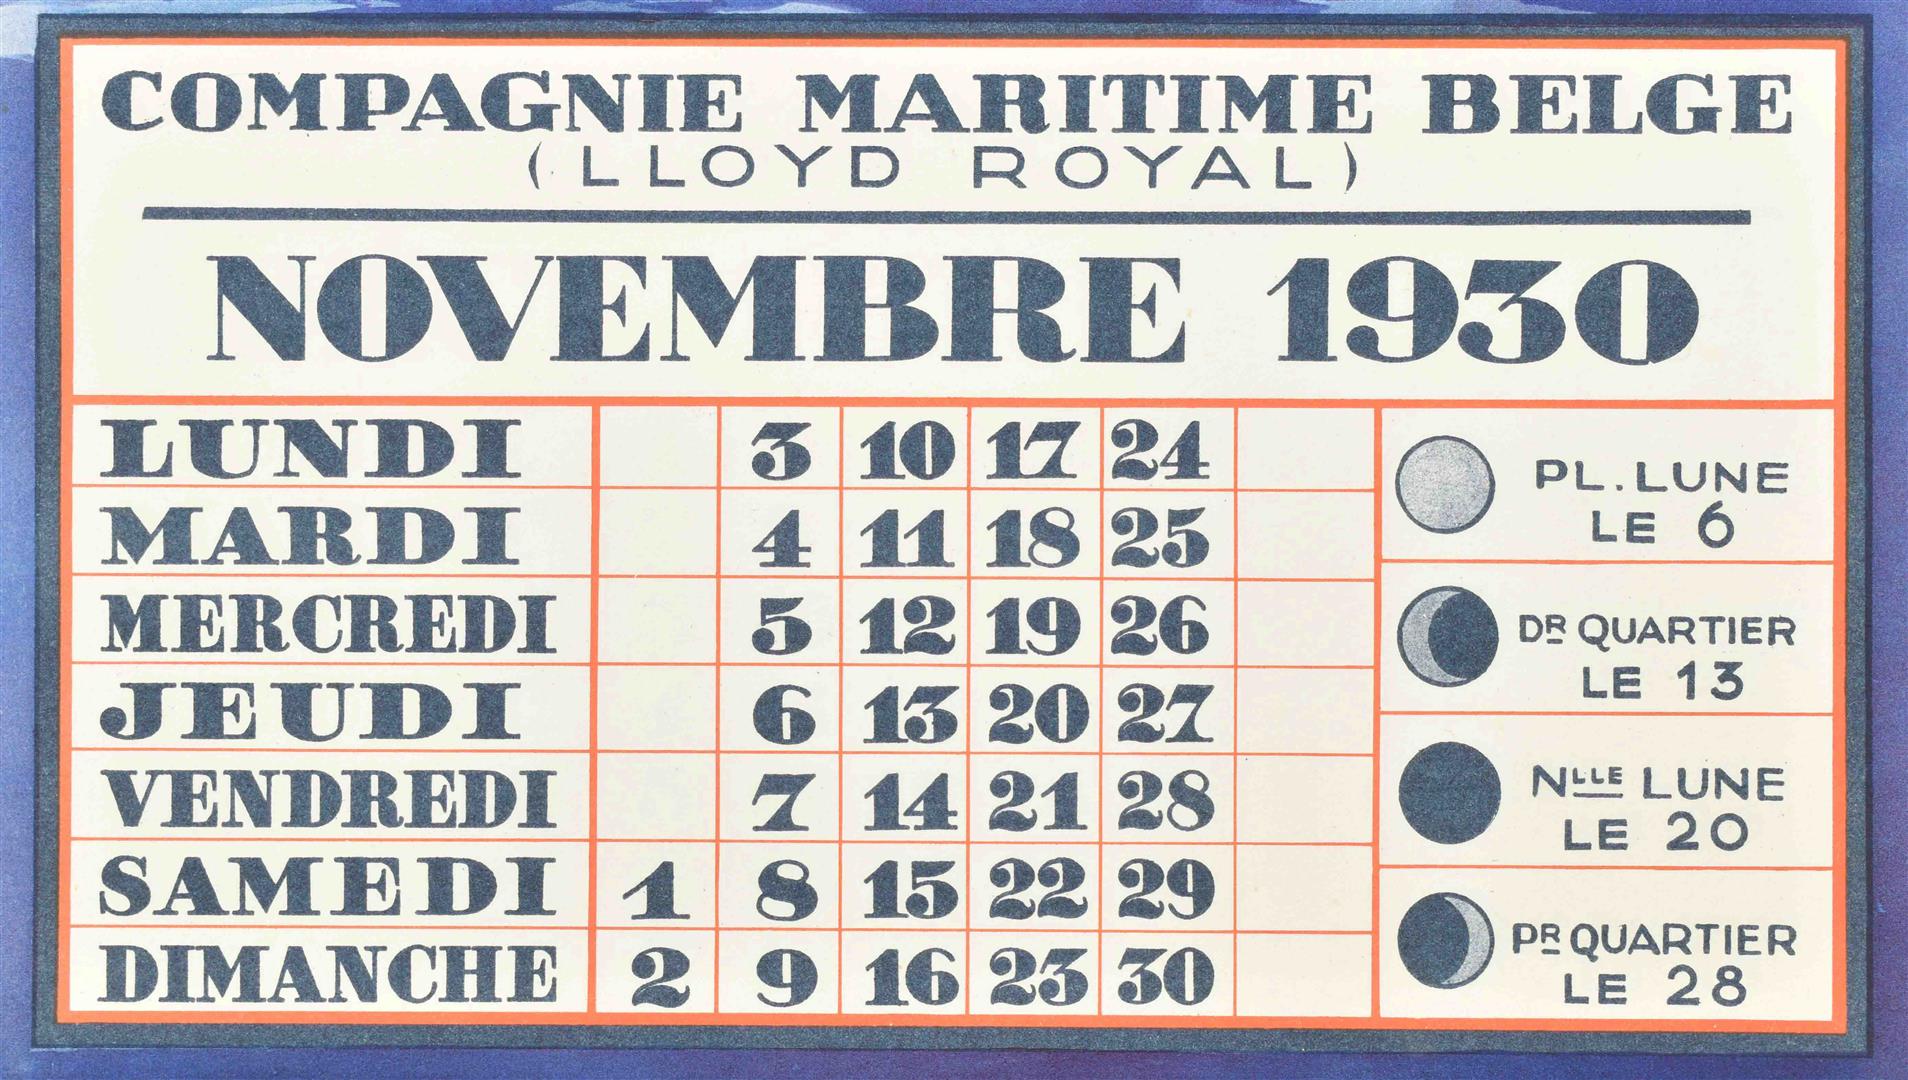 COMPAGNIE MARITIME BELGE
(LLOYD ROYAL)
NOVEMBRE 1930
LUNDI 3 10 17 24
MARDI 4 11 18 25
MERCREDI 5 12 19 26
JEUDI 6 13 20 27
VENDREDI 7 14 21 28
SAMEDI 1 8 15 22 29
DIMANCHE 2 9 16 23 30
PL. LUNE
LE 6
DR QUARTIER
LE 13
NLLE LUNE
LE 20
PR QUARTIER
LE 28